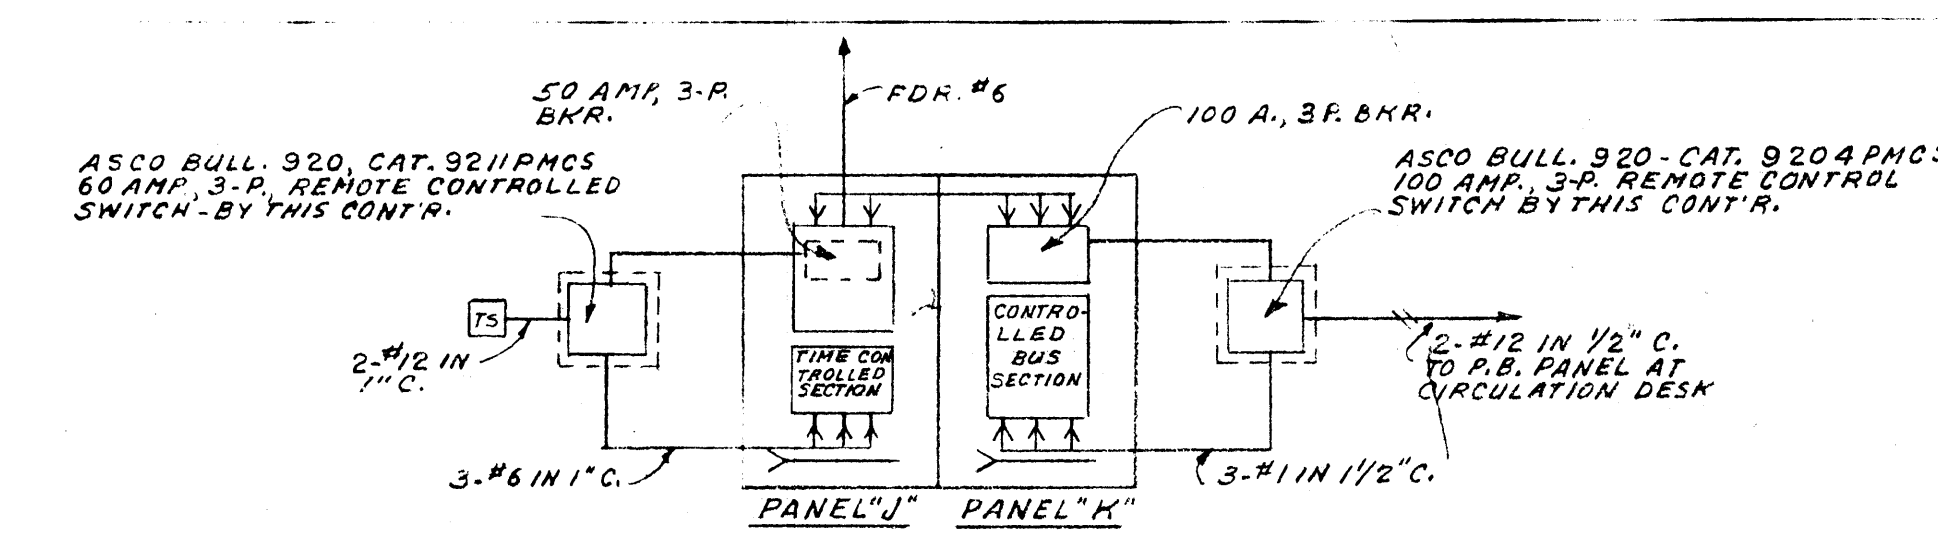 50 AMP, 3-P.
BKR.
FDR. #6
100 A., 3P. BKR.
ASCO BULL. 920, CAT. 9211PMCS
60 AMP, 3-P., REMOTE CONTROLLED
SWITCH-BY THIS CONT'R.
ASCO BULL. 920 - CAT. 9204PMCS
100 AMP., 3-P. REMOTE CONTROL
SWITCH BY THIS CONT'R.
TS
2-#12 IN
1" C.
TIME CON
TROLLED
SECTION
CONTRO-
LLED
BUS
SECTION
2-#12 IN 1/2" C.
TO P.B. PANEL AT
CIRCULATION DESK
3-#6 IN 1" C.
3-#1 IN 1 1/2" C.
PANEL "J"
PANEL "K"